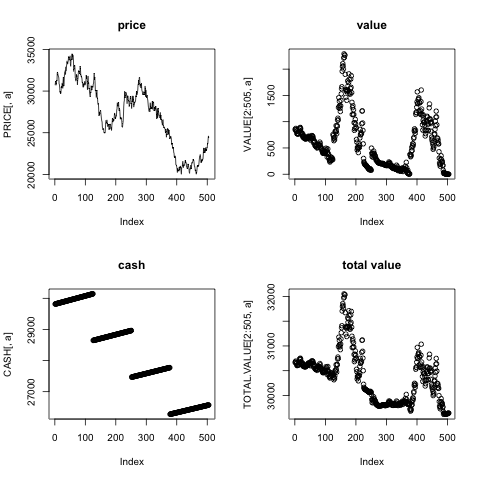 price
PRICE[, a]
20000 25000 30000 35000
0 100 200 300 400 500
Index
value
VALUE[2:505, a]
0 500 1500
0 100 200 300 400 500
Index
cash
CASH[, a]
27000 29000
0 100 200 300 400 500
Index
total value
TOTAL.VALUE[2:505, a]
30000 31000 32000
0 100 200 300 400 500
Index